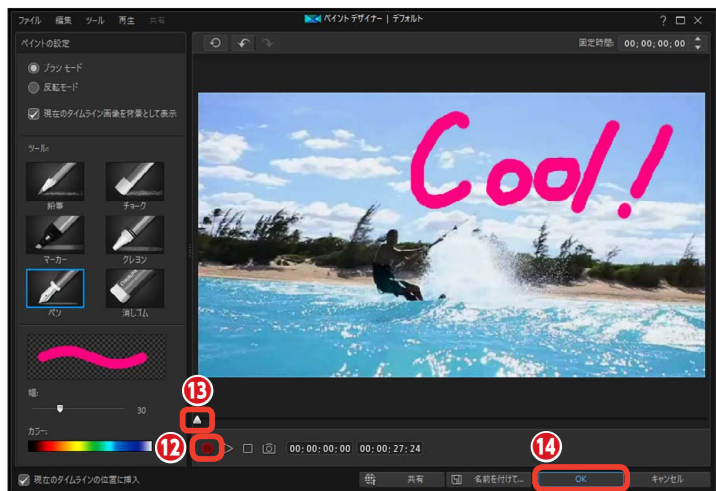 ファイル 編集 ツール 再生 共有
ペイント デザイナー | デフォルト
ペイントの設定
固定時間: 00;00;00;00
ブラシ モード
反転モード
現在のタイムライン画像を背景として表示
ツール:
鉛筆 チョーク
マーカー クレヨン
ペン 消しゴム
Cool!
幅:
30
カラー:
⑬
⑫
00;00;00;00 00;00;27;24
⑭
現在のタイムラインの位置に挿入
共有 名前を付けて... OK キャンセル